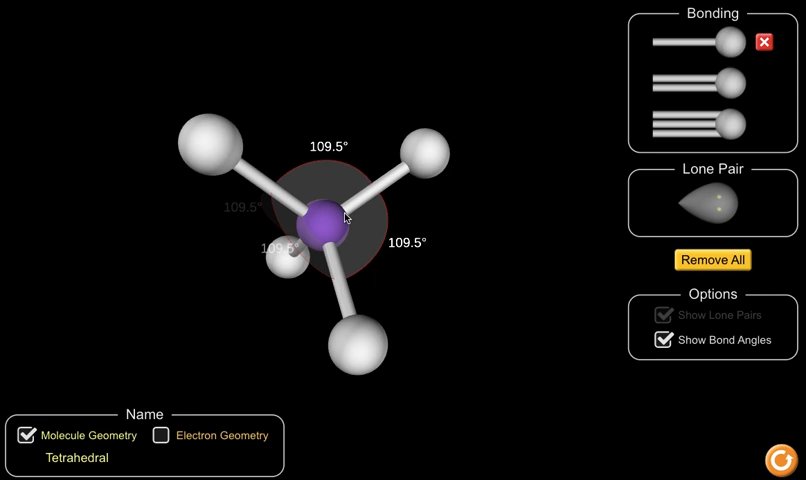 Bonding
109.5°
Lone Pair
109.5°
109.5°
109.5°
Remove All
Options
Show Lone Pairs
Show Bond Angles
Name
Molecule Geometry
Electron Geometry
Tetrahedral